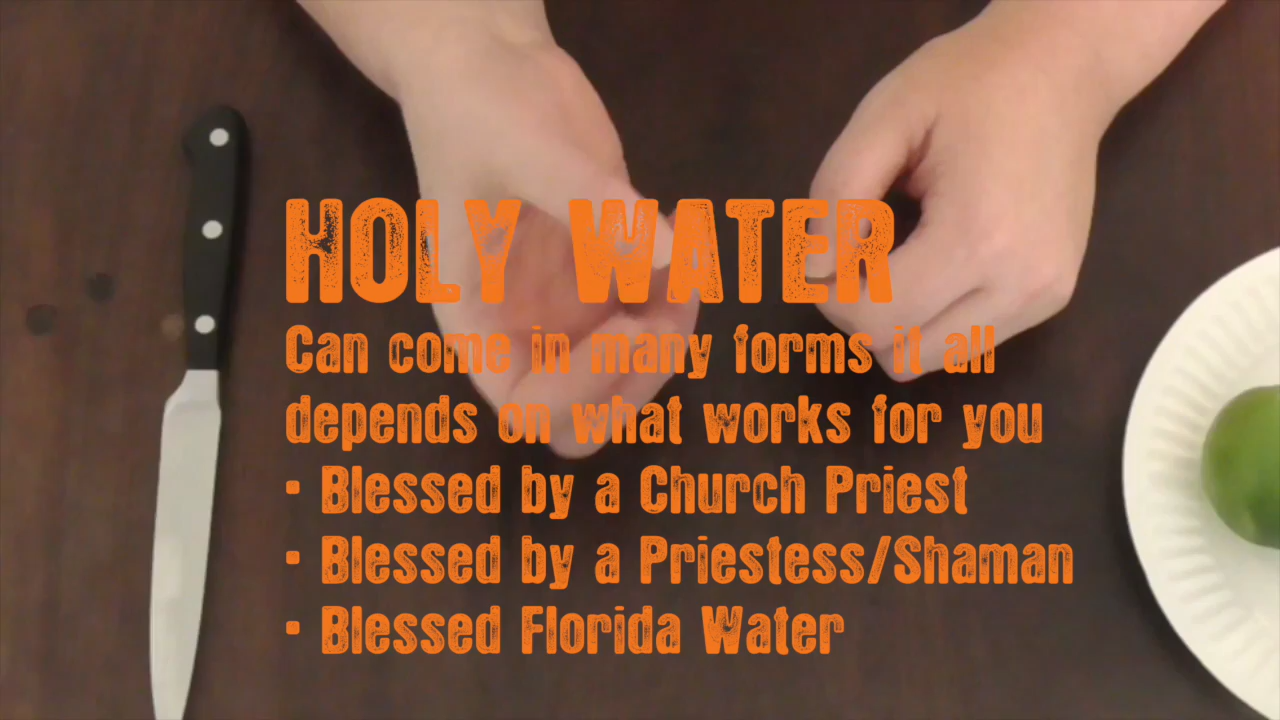 HOLY WATER
Can come in many forms it all
depends on what works for you
• Blessed by a Church Priest
• Blessed by a Priestess/Shaman
• Blessed Florida Water